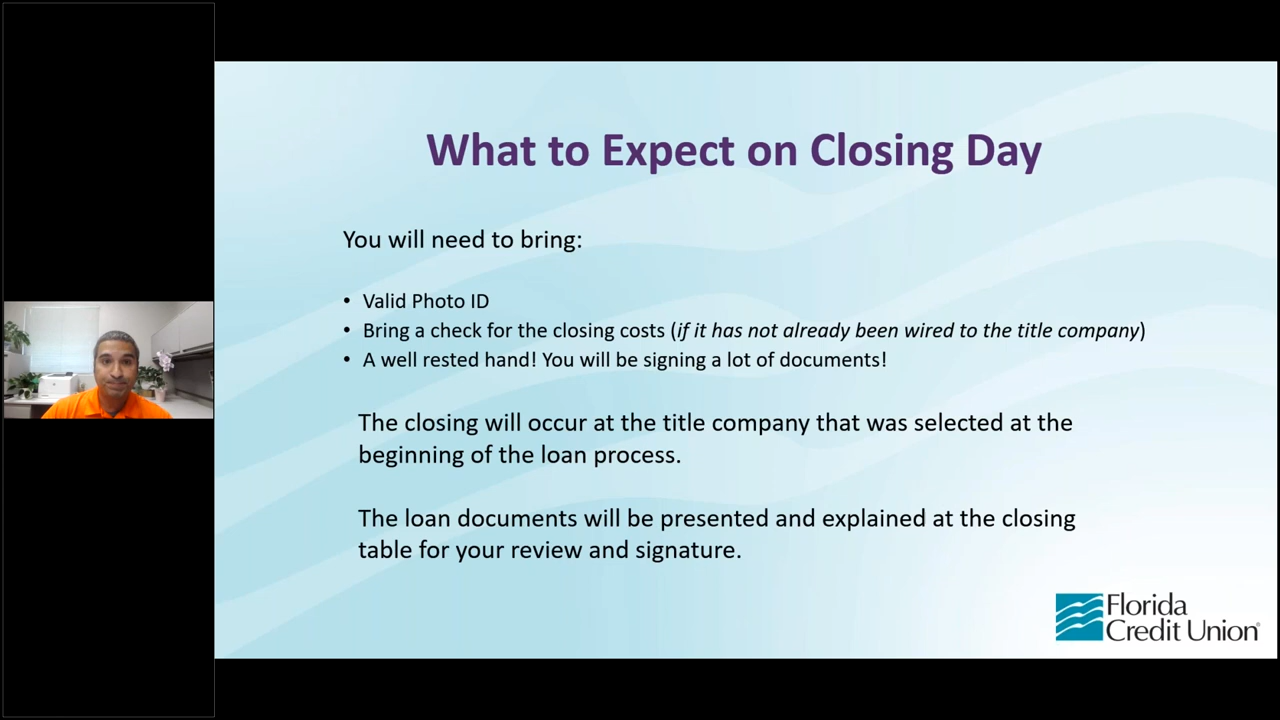 What to Expect on Closing Day
You will need to bring:
• Valid Photo ID
• Bring a check for the closing costs (if it has not already been wired to the title company)
• A well rested hand! You will be signing a lot of documents!
The closing will occur at the title company that was selected at the
beginning of the loan process.
The loan documents will be presented and explained at the closing
table for your review and signature.
Florida
Credit Union®